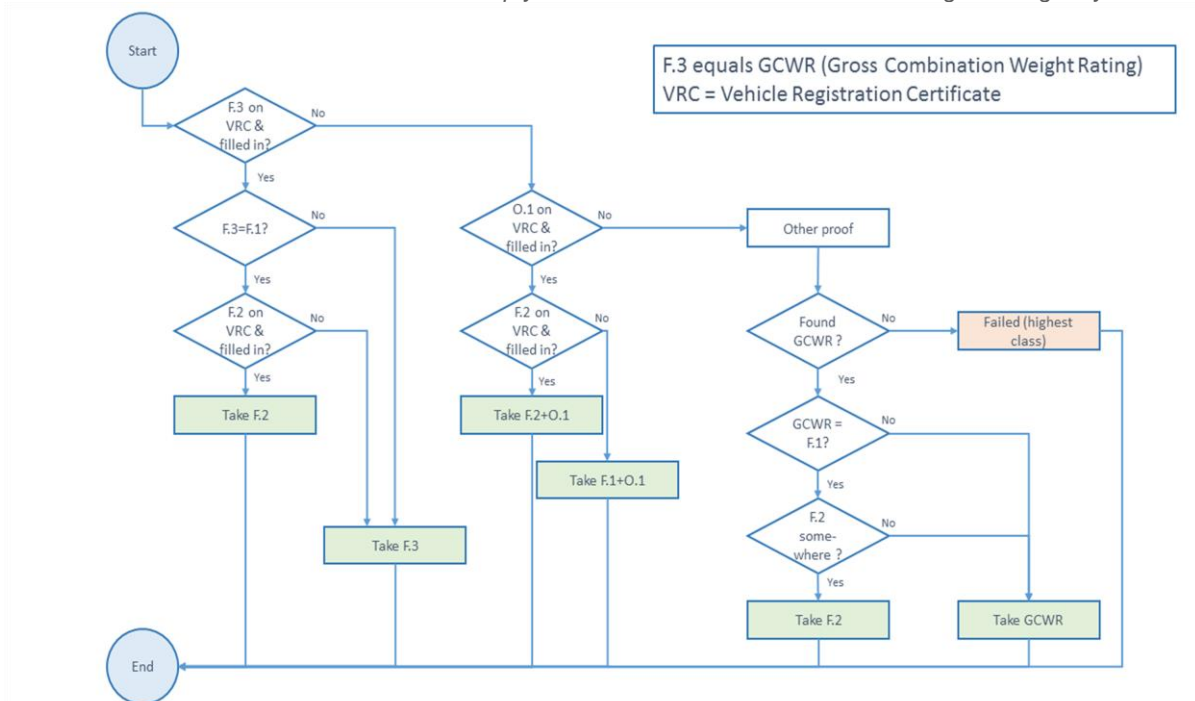 Start
F.3 equals GCWR (Gross Combination Weight Rating)
VRC = Vehicle Registration Certificate
F.3 on
VRC &
filled in?
No
Yes
F.3=F.1?
No
Yes
F.2 on
VRC &
filled in?
No
Yes
Take F.2
Take F.3
O.1 on
VRC &
filled in?
No
Yes
F.2 on
VRC &
filled in?
No
Yes
Take F.2+O.1
Take F.1+O.1
Other proof
Found
GCWR ?
No
Failed (highest
class)
Yes
GCWR =
F.1?
No
Yes
F.2
some-
where ?
No
Yes
Take F.2
Take GCWR
End